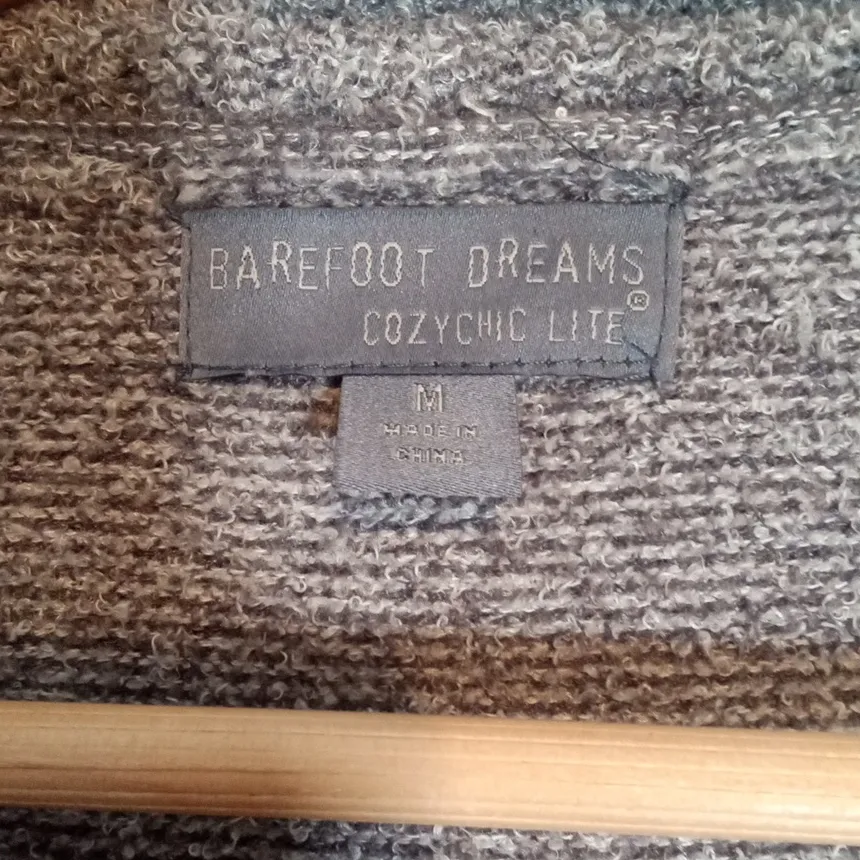 BAREFOOT DREAMS
COZYCHIC LITE®
M
MADE IN
CHINA